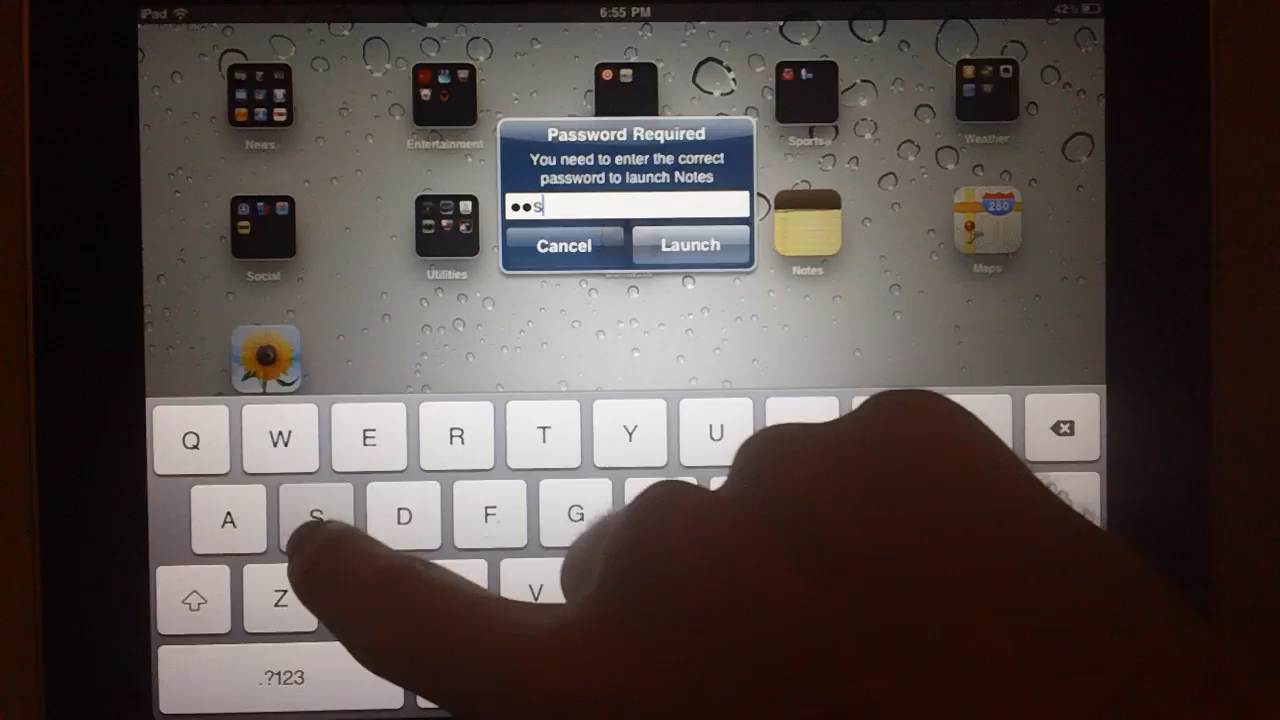 iPad
6:55 PM
42%
News
Entertainment
Sports
Weather
Password Required
You need to enter the correct
password to launch Notes
●●s
Cancel
Launch
Social
Utilities
Notes
280
Maps
Q W E R T Y U
A S D F G
Z V
.?123